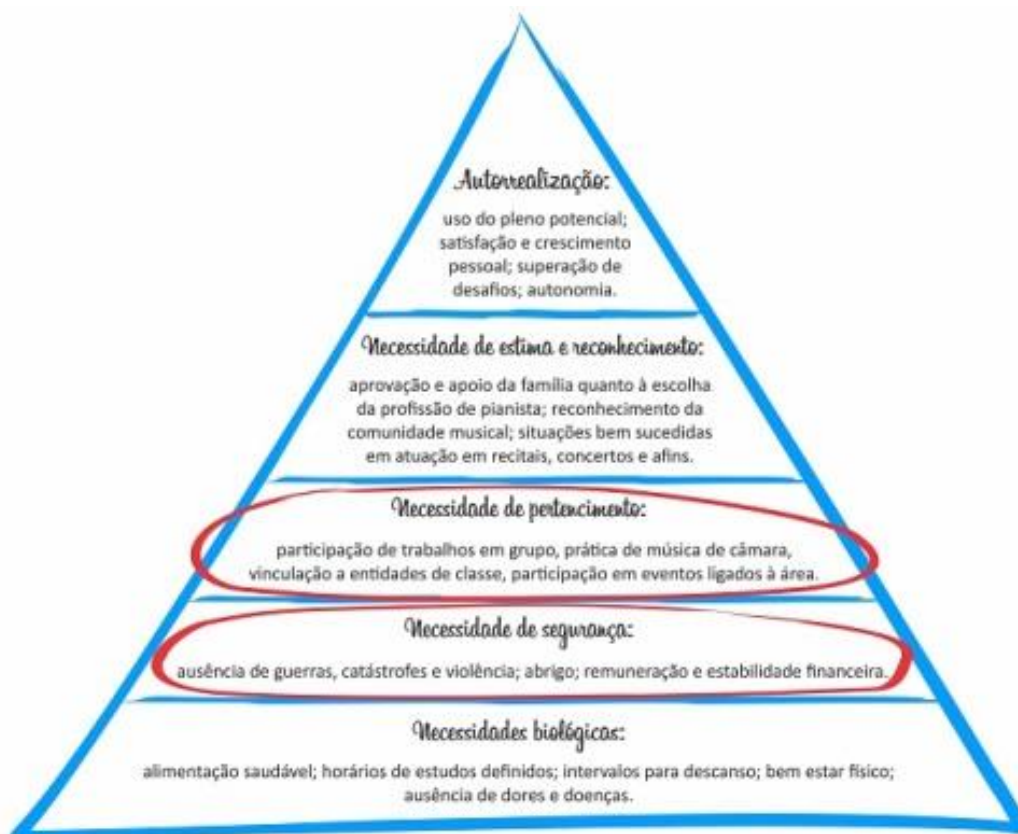 Autorrealização:
uso do pleno potencial;
satisfação e crescimento
pessoal; superação de
desafios; autonomia.
Necessidade de estima e reconhecimento:
aprovação e apoio da família quanto à escolha
da profissão de pianista; reconhecimento da
comunidade musical; situações bem sucedidas
em atuação em recitais, concertos e afins.
Necessidade de pertencimento:
participação de trabalhos em grupo, prática de música de câmara,
vinculação a entidades de classe, participação em eventos ligados à área.
Necessidade de segurança:
ausência de guerras, catástrofes e violência; abrigo; remuneração e estabilidade financeira.
Necessidades biológicas:
alimentação saudável; horários de estudos definidos; intervalos para descanso; bem estar físico;
ausência de dores e doenças.